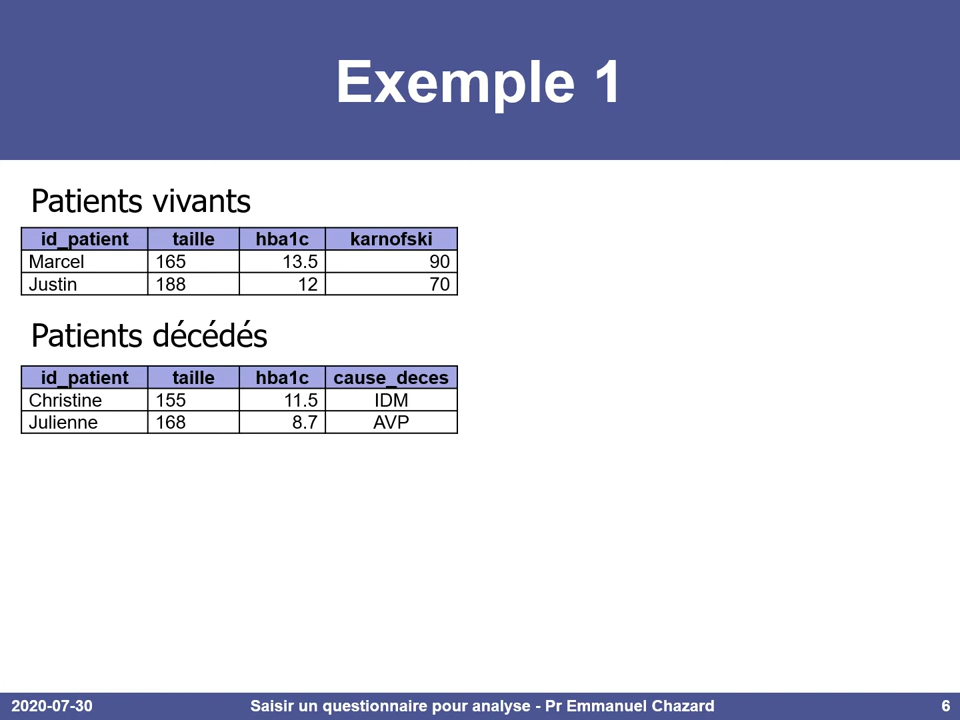 Exemple 1
Patients vivants
id_patient taille hba1c karnofski
Marcel 165 13.5 90
Justin 188 12 70
Patients décédés
id_patient taille hba1c cause_deces
Christine 155 11.5 IDM
Julienne 168 8.7 AVP
2020-07-30 Saisir un questionnaire pour analyse - Pr Emmanuel Chazard 6